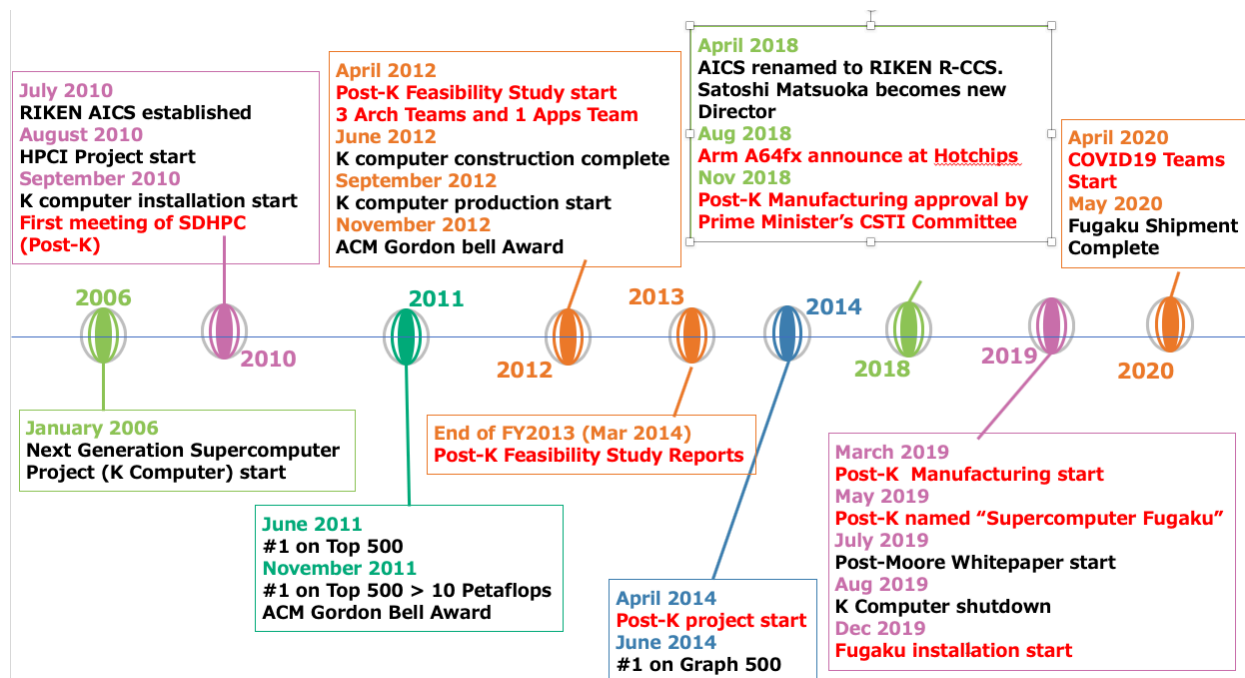 July 2010
RIKEN AICS established
August 2010
HPCI Project start
September 2010
K computer installation start
First meeting of SDHPC
(Post-K)
April 2012
Post-K Feasibility Study start
3 Arch Teams and 1 Apps Team
June 2012
K computer construction complete
September 2012
K computer production start
November 2012
ACM Gordon bell Award
April 2018
AICS renamed to RIKEN R-CCS.
Satoshi Matsuoka becomes new
Director
Aug 2018
Arm A64fx announce at Hotchips
Nov 2018
Post-K Manufacturing approval by
Prime Minister’s CSTI Committee
April 2020
COVID19 Teams
Start
May 2020
Fugaku Shipment
Complete
2006
2010
2011
2012
2013
2014
2018
2019
2020
January 2006
Next Generation Supercomputer
Project (K Computer) start
June 2011
#1 on Top 500
November 2011
#1 on Top 500 > 10 Petaflops
ACM Gordon Bell Award
End of FY2013 (Mar 2014)
Post-K Feasibility Study Reports
April 2014
Post-K project start
June 2014
#1 on Graph 500
March 2019
Post-K  Manufacturing start
May 2019
Post-K named “Supercomputer Fugaku”
July 2019
Post-Moore Whitepaper start
Aug 2019
K Computer shutdown
Dec 2019
Fugaku installation start